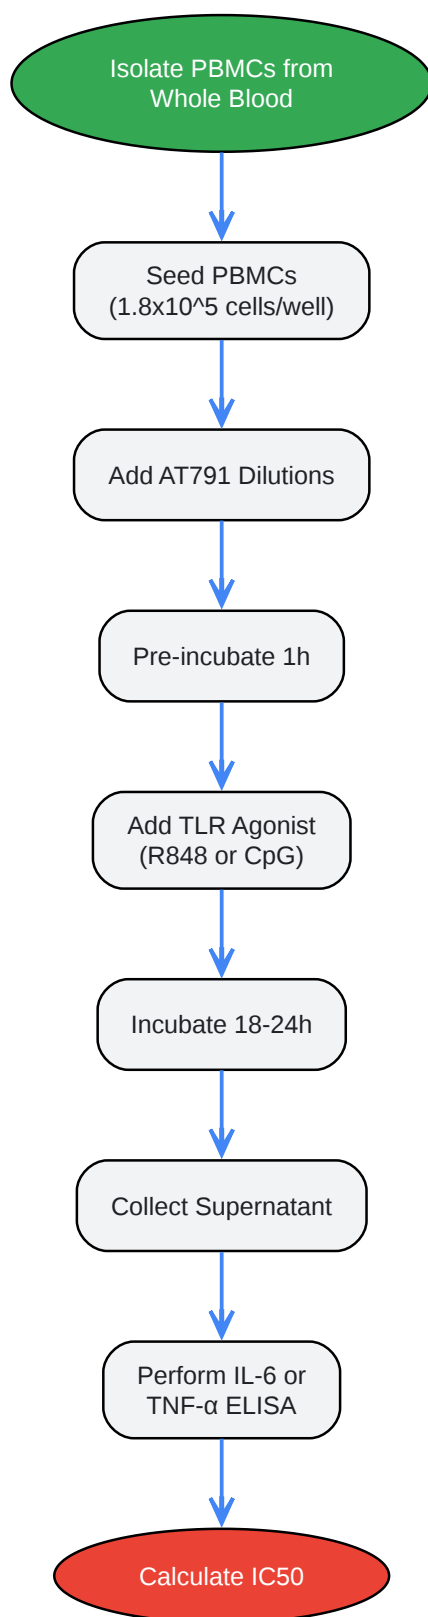 Isolate PBMCs from
Whole Blood
Seed PBMCs
(1.8x10^5 cells/well)
Add AT791 Dilutions
Pre-incubate 1h
Add TLR Agonist
(R848 or CpG)
Incubate 18-24h
Collect Supernatant
Perform IL-6 or
TNF-α ELISA
Calculate IC50